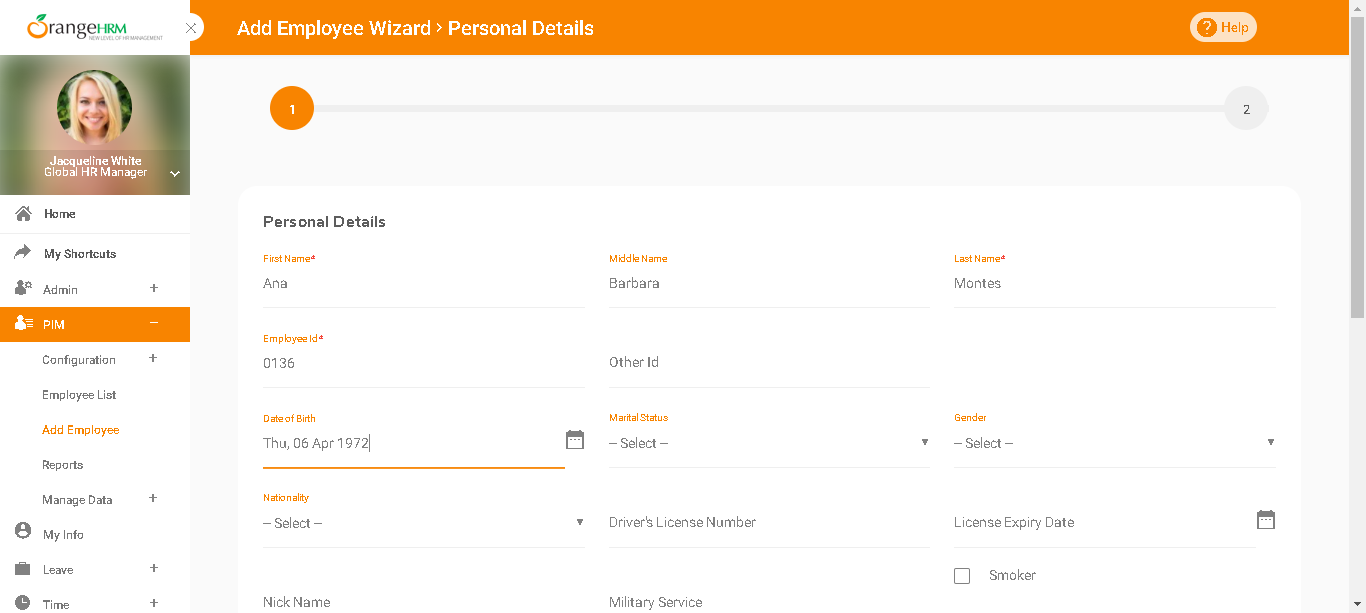 OrangeHRM
NEW LEVEL OF HR MANAGEMENT
Add Employee Wizard > Personal Details
? Help
Jacqueline White
Global HR Manager
Home
My Shortcuts
Admin +
PIM –
Configuration +
Employee List
Add Employee
Reports
Manage Data +
My Info
Leave +
Time +
1
2
Personal Details
First Name* Middle Name Last Name*
Ana Barbara Montes
Employee Id*
0136 Other Id
Date of Birth Marital Status Gender
Thu, 06 Apr 1972 -- Select -- -- Select --
Nationality
-- Select -- Driver's License Number License Expiry Date
Smoker
Nick Name Military Service